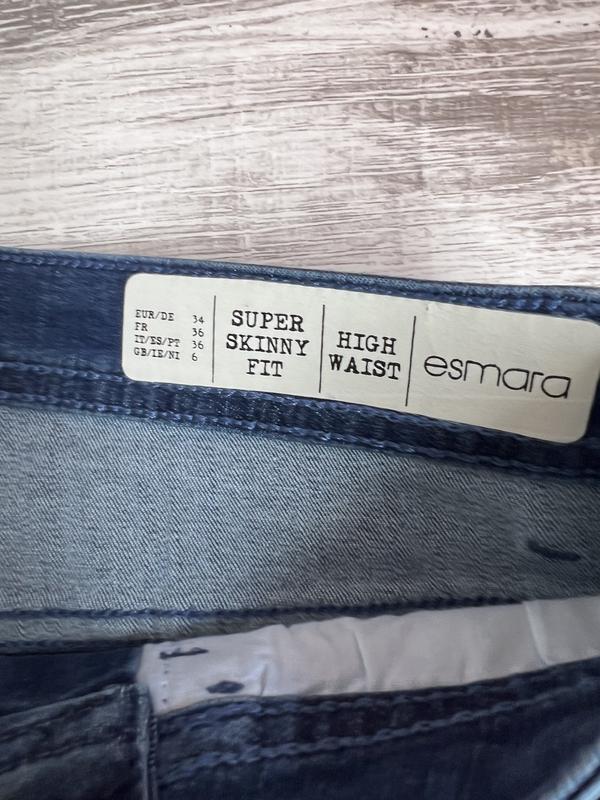 EUR/DE 34
FR 36
IT/ES/PT 36
GB/IE/NI 6
SUPER
SKINNY
FIT
HIGH
WAIST
esmara